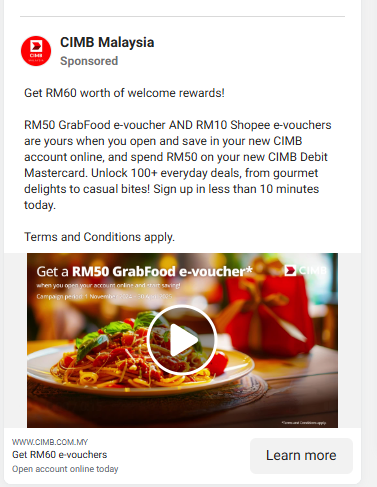 CIMB Malaysia
Sponsored
Get RM60 worth of welcome rewards!
RM50 GrabFood e-voucher AND RM10 Shopee e-vouchers
are yours when you open and save in your new CIMB
account online, and spend RM50 on your new CIMB Debit
Mastercard. Unlock 100+ everyday deals, from gourmet
delights to casual bites! Sign up in less than 10 minutes
today.
Terms and Conditions apply.
Get a RM50 GrabFood e-voucher*
CIMB
when you open your account online and start saving!
Campaign period: 1 November
*Terms and Conditions apply.
WWW.CIMB.COM.MY
Get RM60 e-vouchers
Open account online today
Learn more